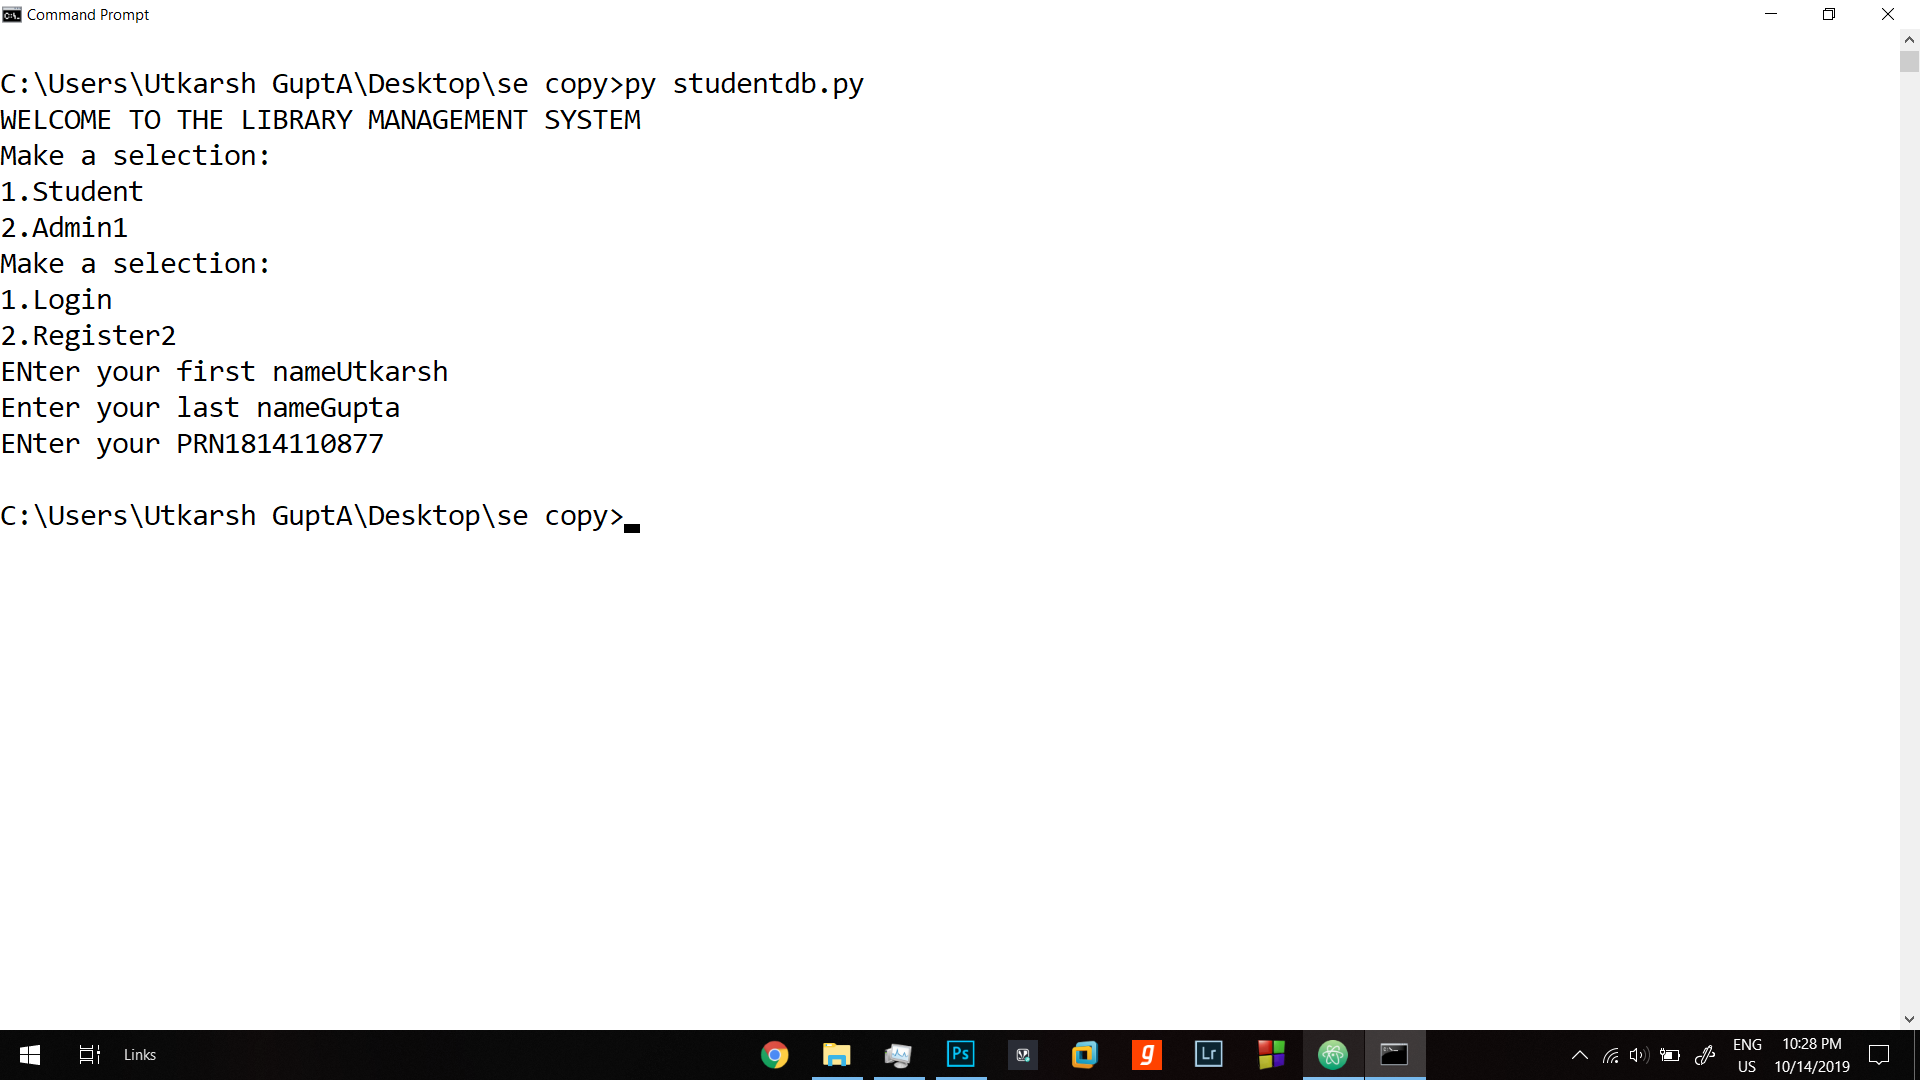 Command Prompt
C:\Users\Utkarsh GuptA\Desktop\se copy>py studentdb.py
WELCOME TO THE LIBRARY MANAGEMENT SYSTEM
Make a selection:
1.Student
2.Admin1
Make a selection:
1.Login
2.Register2
ENter your first nameUtkarsh
Enter your last nameGupta
ENter your PRN1814110877
C:\Users\Utkarsh GuptA\Desktop\se copy>
Links
Ps
g
Lr
ENG
US
10:28 PM
10/14/2019